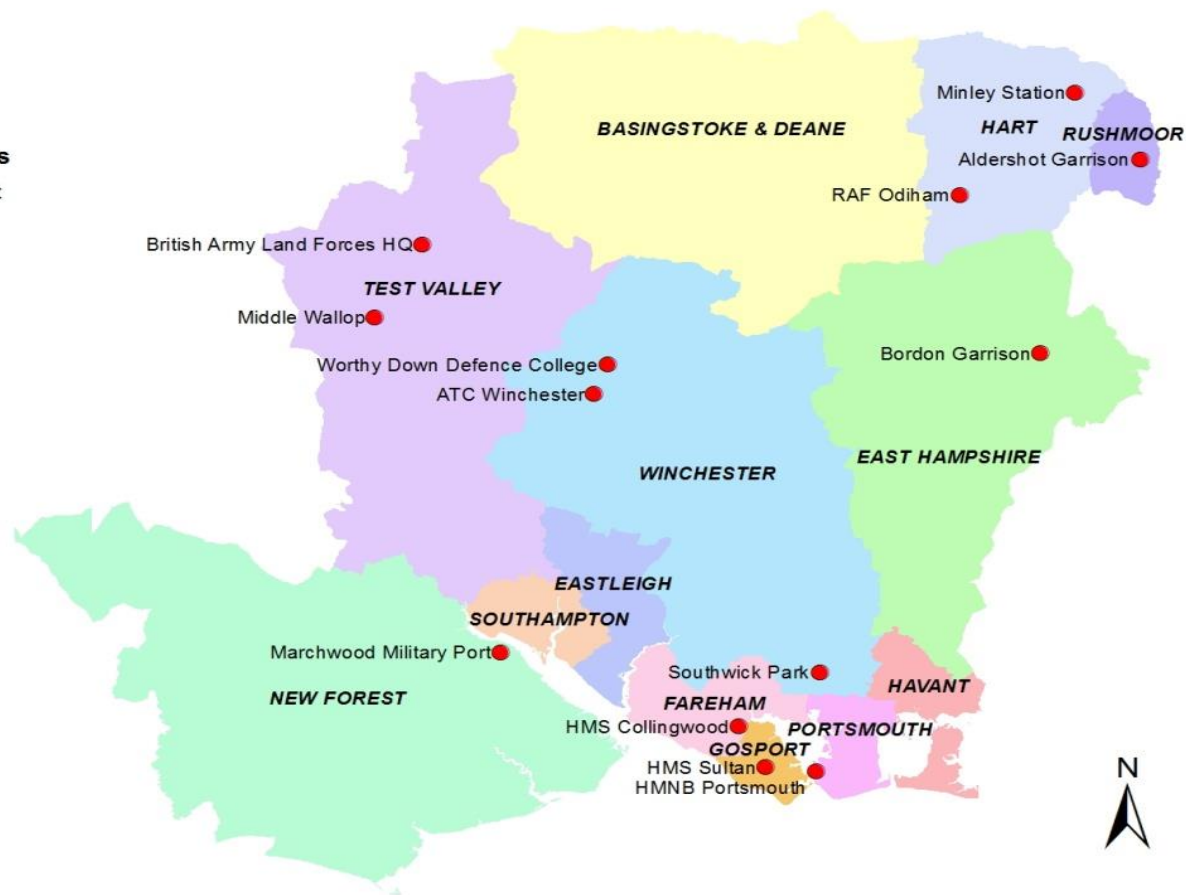 Minley Station
BASINGSTOKE & DEANE
HART
RUSHMOOR
s
Aldershot Garrison
RAF Odiham
British Army Land Forces HQ
TEST VALLEY
Middle Wallop
Bordon Garrison
Worthy Down Defence College
ATC Winchester
EAST HAMPSHIRE
WINCHESTER
EASTLEIGH
SOUTHAMPTON
Marchwood Military Port
Southwick Park
HAVANT
NEW FOREST
FAREHAM
HMS Collingwood
PORTSMOUTH
GOSPORT
HMS Sultan
HMNB Portsmouth
N